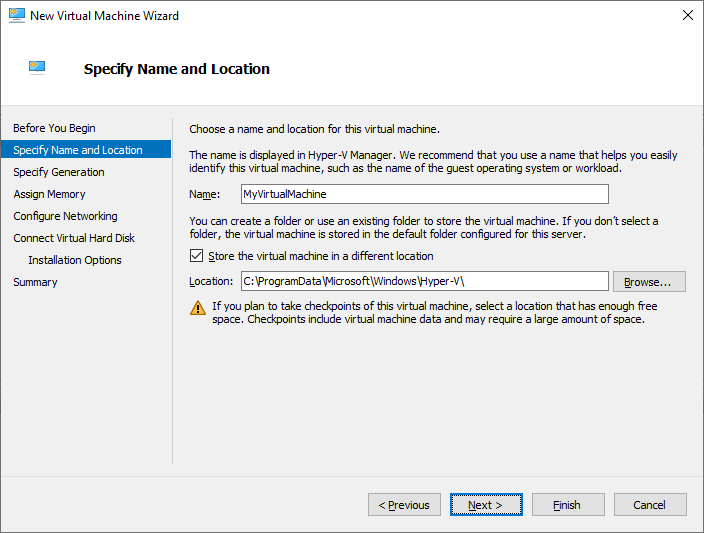 New Virtual Machine Wizard
Specify Name and Location
Before You Begin
Specify Name and Location
Specify Generation
Assign Memory
Configure Networking
Connect Virtual Hard Disk
Installation Options
Summary
Choose a name and location for this virtual machine.
The name is displayed in Hyper-V Manager. We recommend that you use a name that helps you easily
identify this virtual machine, such as the name of the guest operating system or workload.
Name: MyVirtualMachine
You can create a folder or use an existing folder to store the virtual machine. If you don't select a
folder, the virtual machine is stored in the default folder configured for this server.
Store the virtual machine in a different location
Location: C:\ProgramData\Microsoft\Windows\Hyper-V\ Browse...
If you plan to take checkpoints of this virtual machine, select a location that has enough free
space. Checkpoints include virtual machine data and may require a large amount of space.
< Previous Next > Finish Cancel